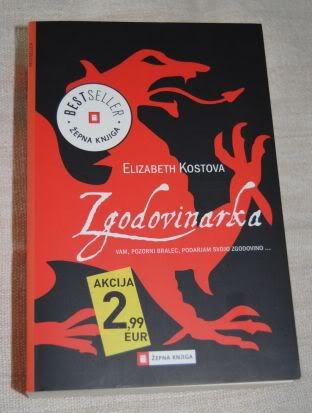 BESTSELLER
ŽEPNA KNJIGA
ELIZABETH KOSTOVA
Zgodovinarka
VAM, POZORNI BRALEC, PODARJAM SVOJO ZGODOVINO ...
AKCIJA
2,99
EUR
ŽEPNA KNJIGA